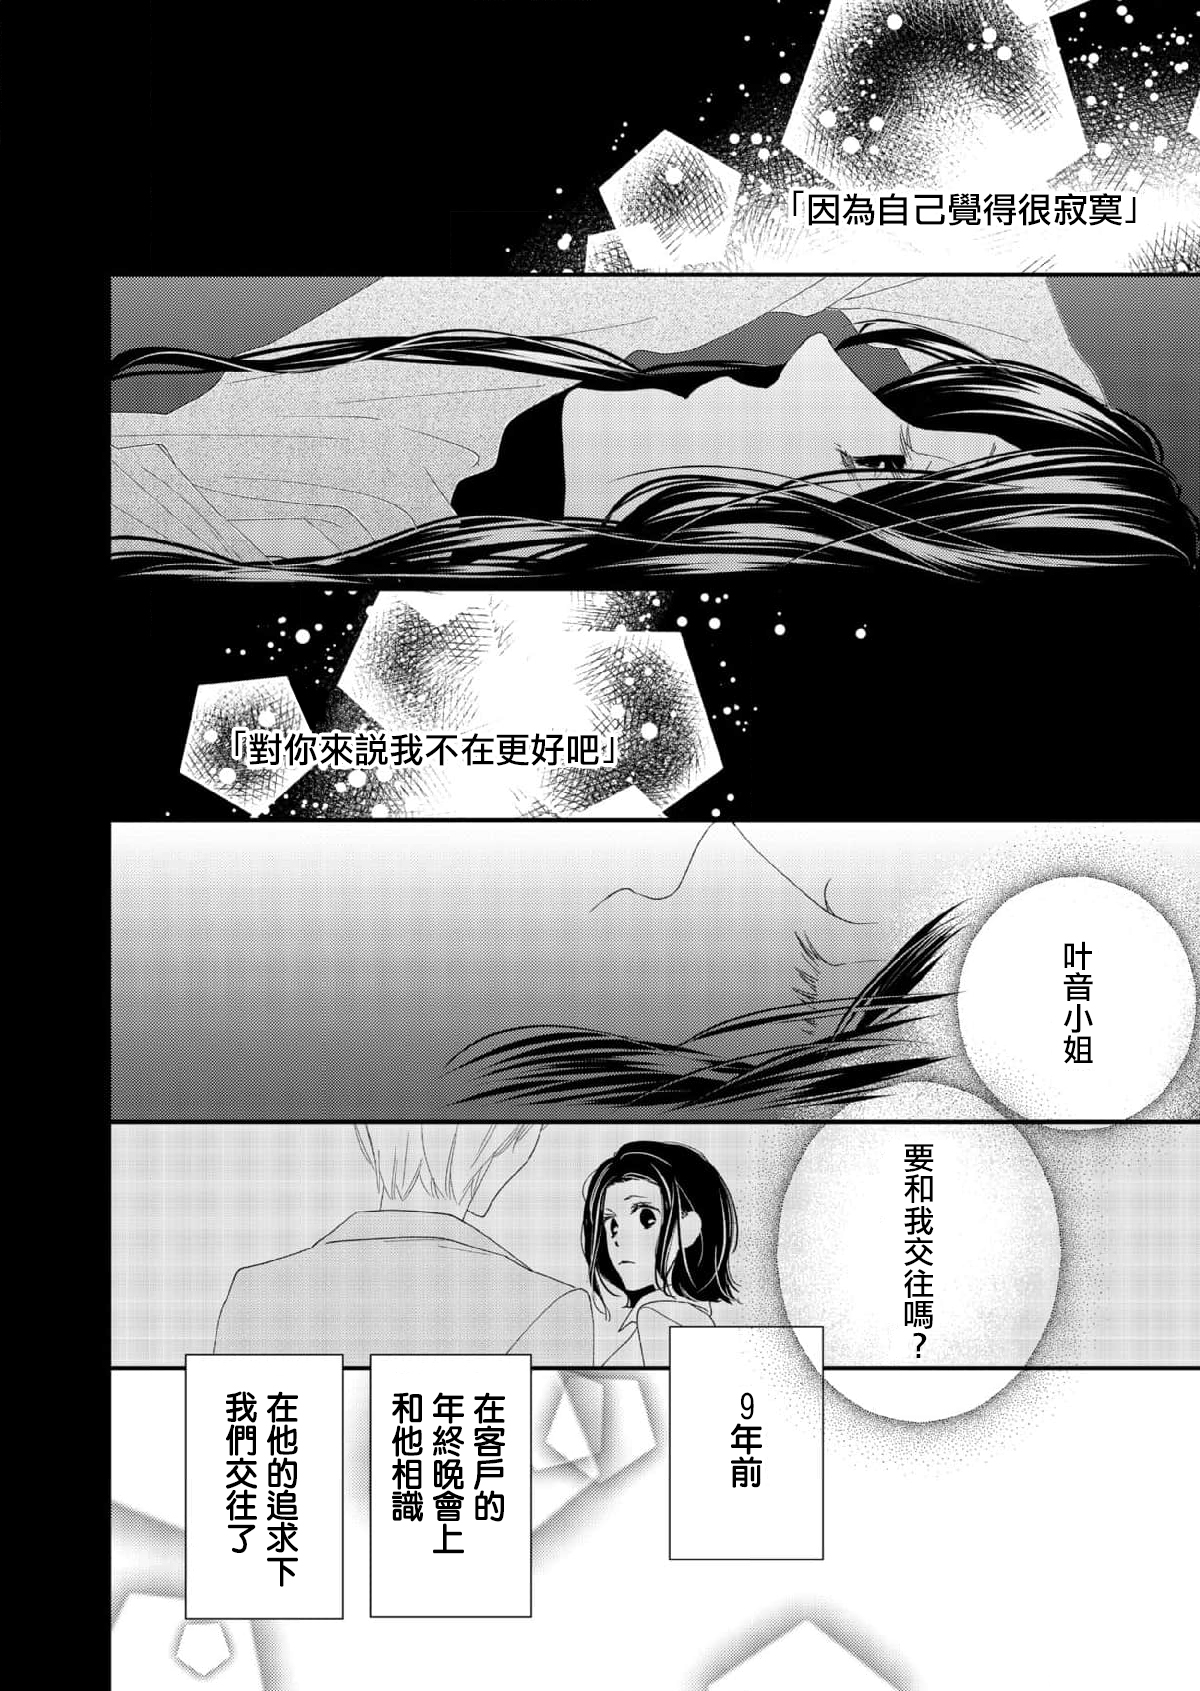 「因為自己覺得很寂寞」
「對你來説我不在更好吧」
叶音小姐
要和我交往嗎？
9年前
在客戶的
年終晚會上
和他相識
在他的追求下
我們交往了